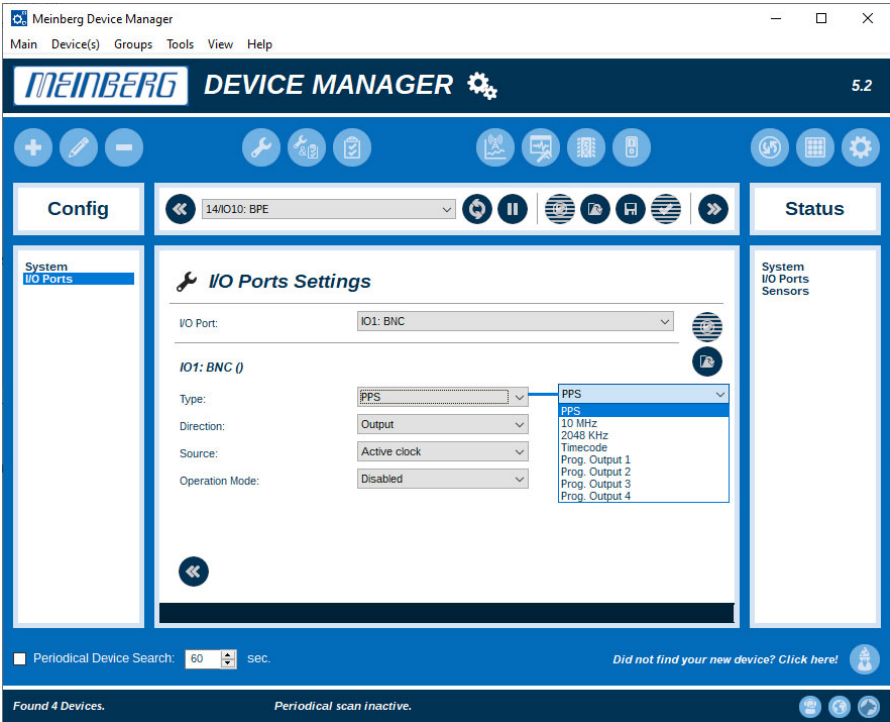 Meinberg Device Manager
Main Device(s) Groups Tools View Help
MEINBERG DEVICE MANAGER 5.2
Config
14/IO10: BPE
Status
System
I/O Ports
I/O Ports Settings
I/O Port: IO1: BNC
IO1: BNC ()
Type: PPS PPS
Direction: Output
Source: Active clock
Operation Mode: Disabled
PPS
10 MHz
2048 KHz
Timecode
Prog. Output 1
Prog. Output 2
Prog. Output 3
Prog. Output 4
System
I/O Ports
Sensors
Periodical Device Search: 60 sec.
Did not find your new device? Click here!
Found 4 Devices.
Periodical scan inactive.